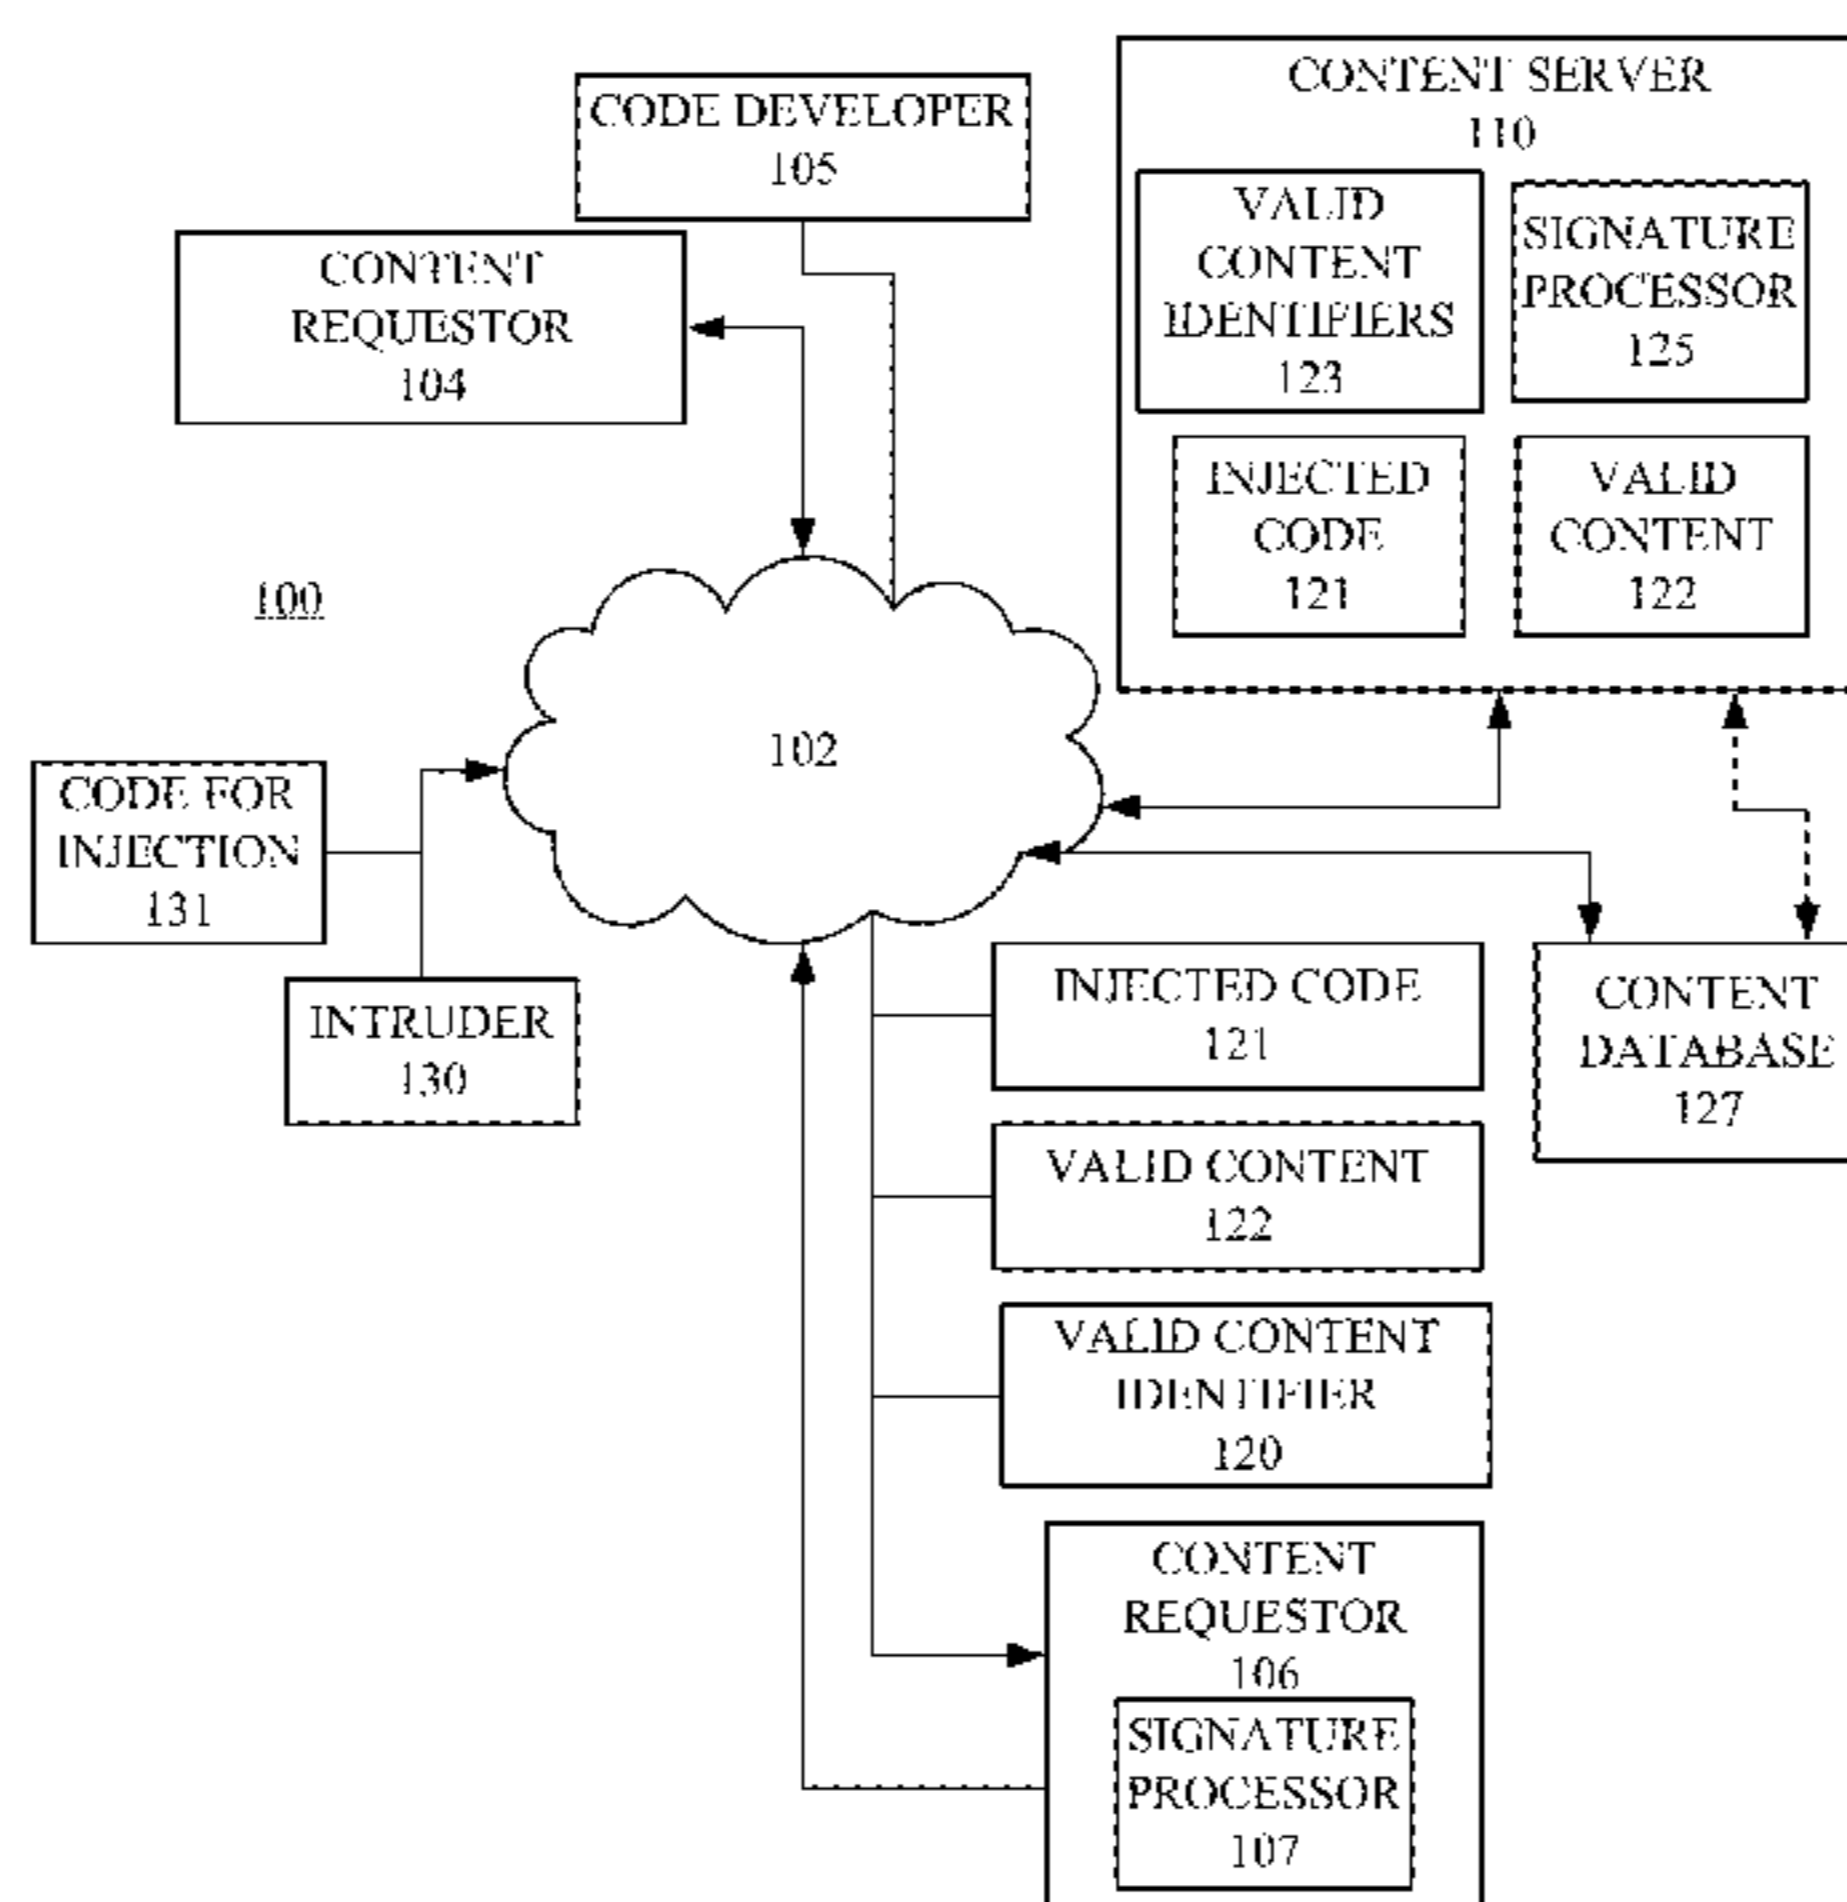 CODE DEVELOPER
105
CONTENT SERVER
110
CONTENT
REQUESTOR
104
VALID
CONTENT
IDENTIFIERS
123
SIGNATURE
PROCESSOR
125
INJECTED
CODE
121
VALID
CONTENT
122
100
102
CODE FOR
INJECTION
131
INTRUDER
130
INJECTED CODE
121
CONTENT
DATABASE
127
VALID CONTENT
122
VALID CONTENT
IDENTIFIER
120
CONTENT
REQUESTOR
106
SIGNATURE
PROCESSOR
107